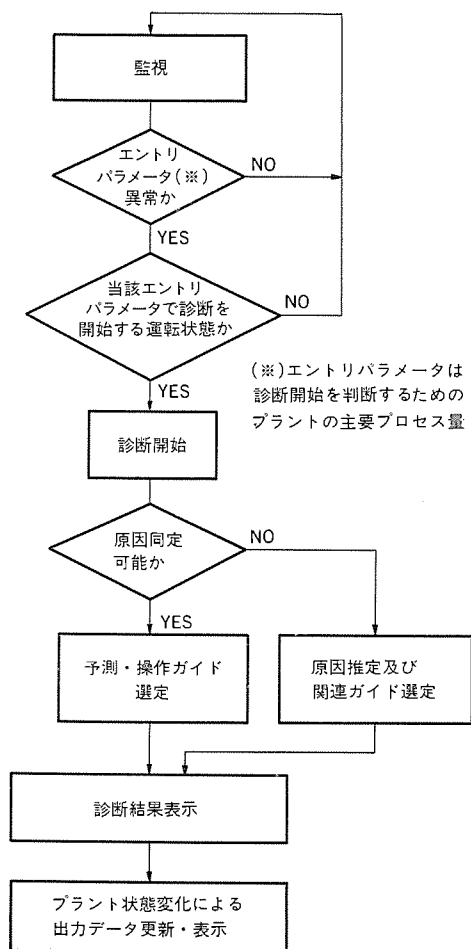 監視
エントリ
パラメータ(※)
異常か
NO
YES
当該エントリ
パラメータで診断を
開始する運転状態か
NO
YES
(※)エントリパラメータは
診断開始を判断するための
プラントの主要プロセス量
診断開始
原因同定
可能か
NO
YES
予測・操作ガイド
選定
原因推定及び
関連ガイド選定
診断結果表示
プラント状態変化による
出力データ更新・表示